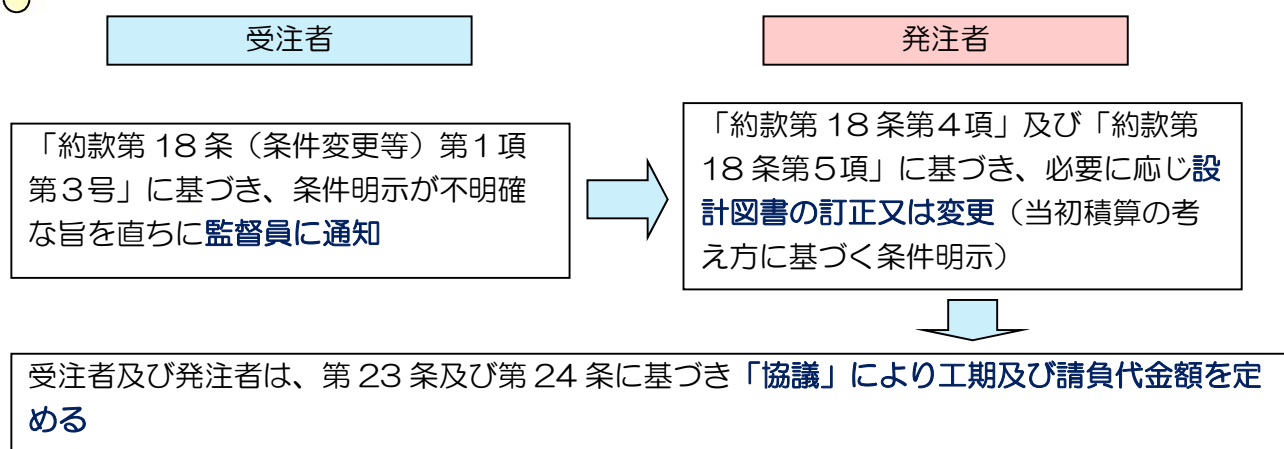 受注者
発注者
「約款第18条（条件変更等）第1項
第3号」に基づき、条件明示が不明確
な旨を直ちに監督員に通知
「約款第18条第4項」及び「約款第
18条第5項」に基づき、必要に応じ設
計図書の訂正又は変更（当初積算の考
え方に基づく条件明示）
受注者及び発注者は、第23条及び第24条に基づき「協議」により工期及び請負代金額を定
める